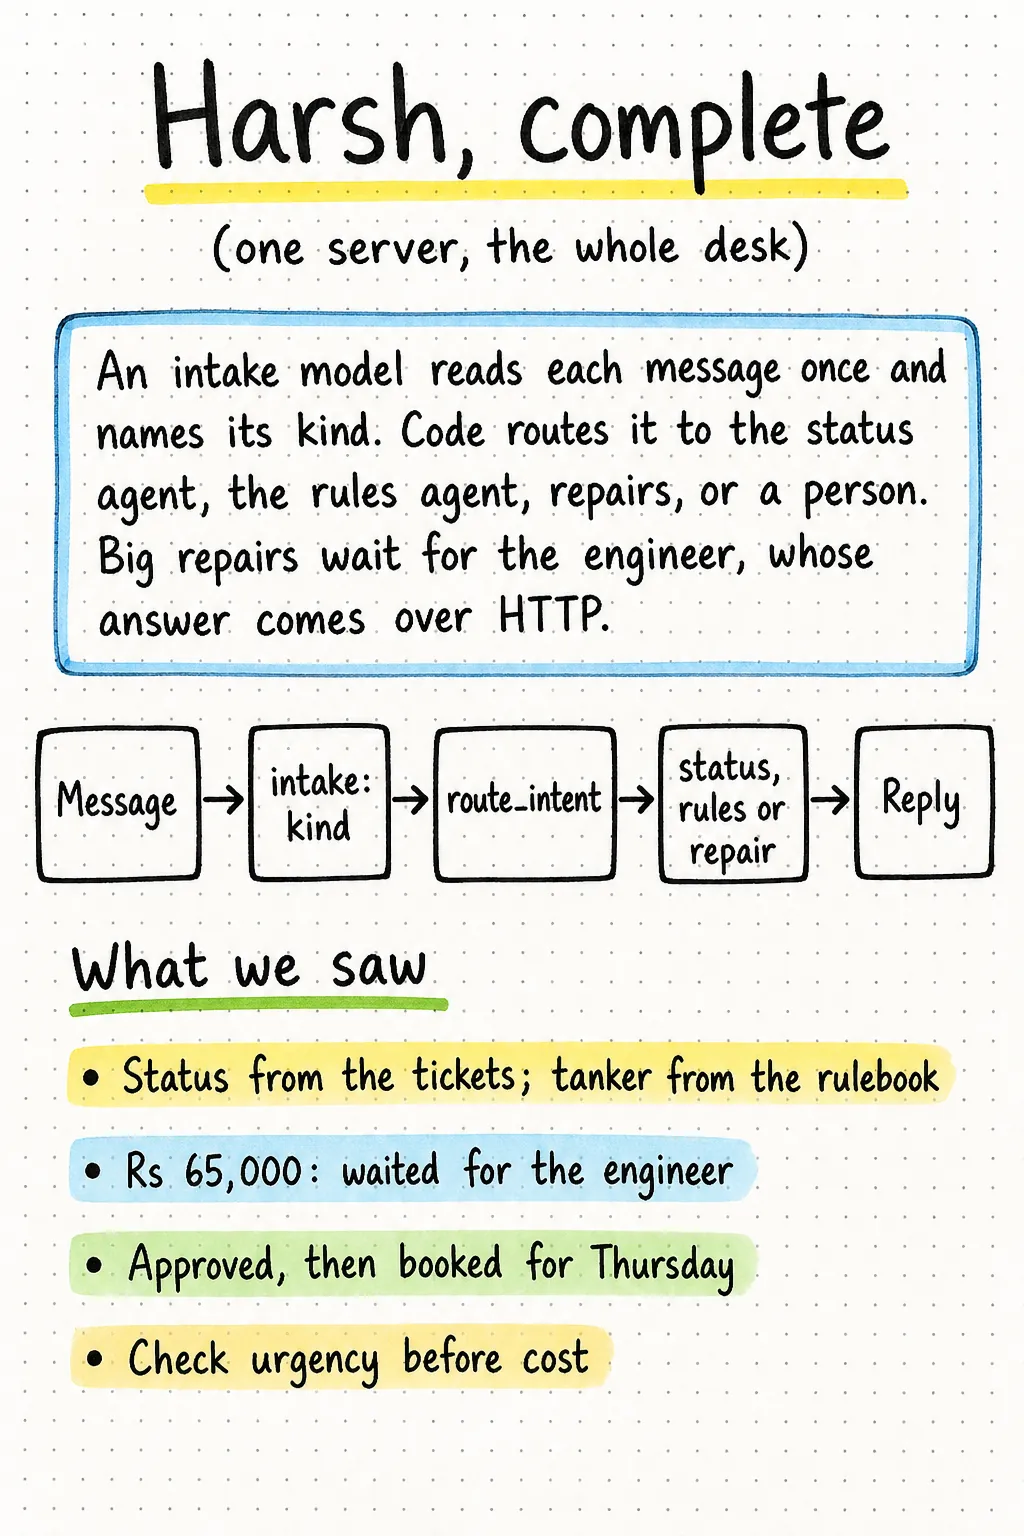 Harsh, complete
(one server, the whole desk)
An intake model reads each message once and
names its kind. Code routes it to the status
agent, the rules agent, repairs, or a person.
Big repairs wait for the engineer, whose
answer comes over HTTP.
Message
intake:
kind
route_intent
status,
rules or
repair
Reply
What we saw
• Status from the tickets; tanker from the rulebook
• Rs 65,000: waited for the engineer
• Approved, then booked for Thursday
• Check urgency before cost